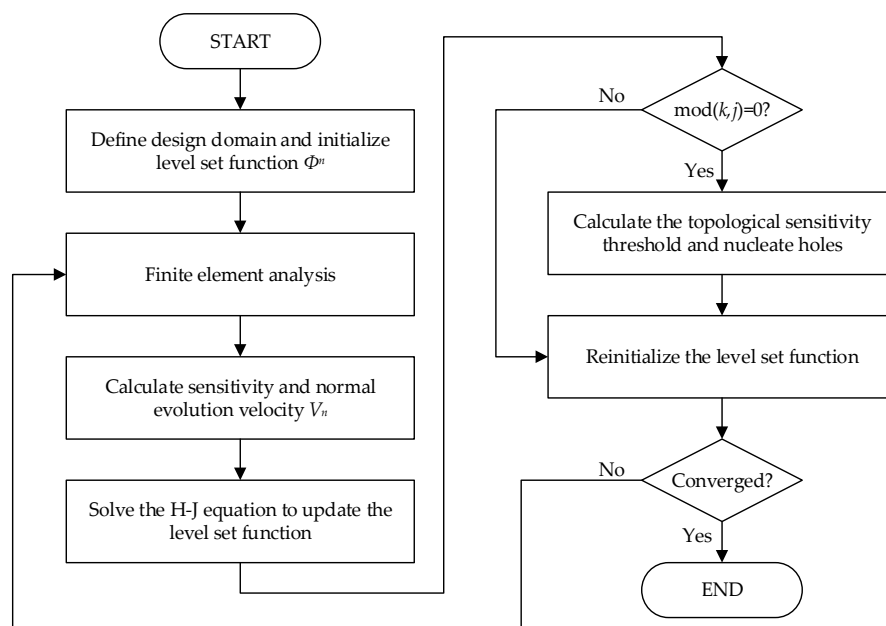 START
Define design domain and initialize
level set function Φⁿ
Finite element analysis
Calculate sensitivity and normal
evolution velocity Vₙ
Solve the H-J equation to update the
level set function
mod(k,j)=0?
No
Yes
Calculate the topological sensitivity
threshold and nucleate holes
Reinitialize the level set function
Converged?
No
Yes
END